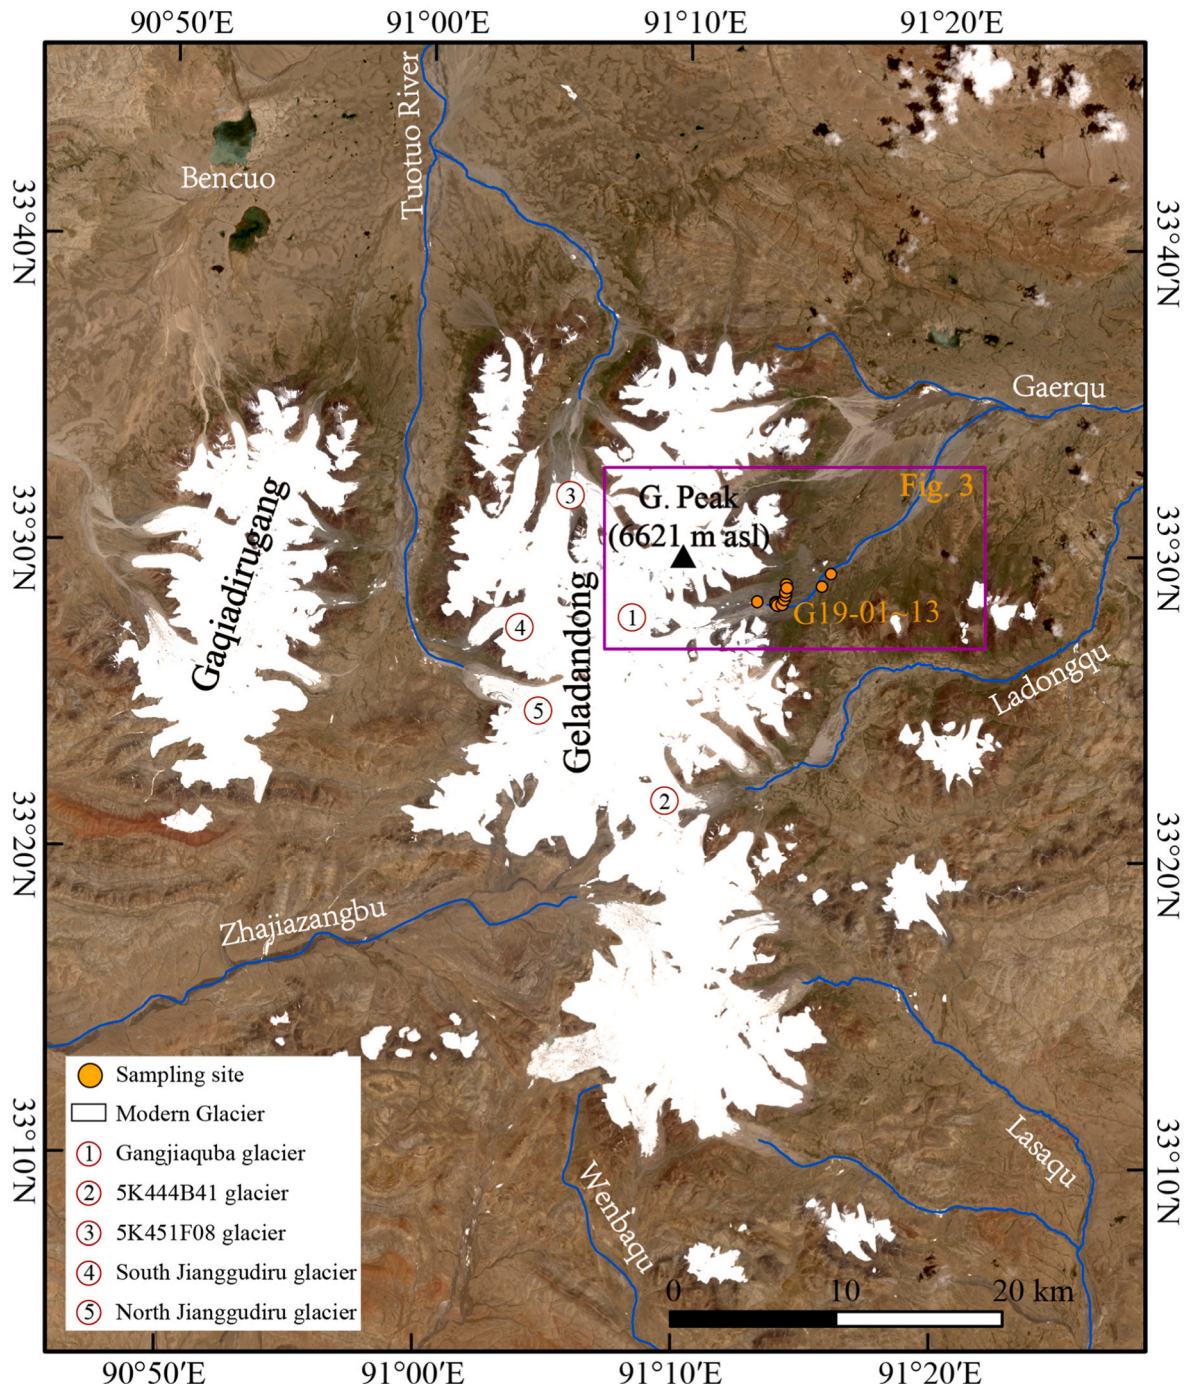 90°50′E 91°00′E 91°10′E 91°20′E
Tuotuo River
Bencuo
33°40′N
33°40′N
Gaerqu
Fig. 3
G. Peak
(6621 m asl)
33°30′N
33°30′N
3
Gaqiadirugang
Geladandong
1
G19-01~13
4
Ladongqu
5
2
33°20′N
33°20′N
Zhajiazangbu
Sampling site
Modern Glacier
1 Gangjiaquba glacier
2 5K444B41 glacier
3 5K451F08 glacier
4 South Jianggudiru glacier
5 North Jianggudiru glacier
33°10′N
33°10′N
Lasaqu
Wenbaqu
0 10 20 km
90°50′E 91°00′E 91°10′E 91°20′E